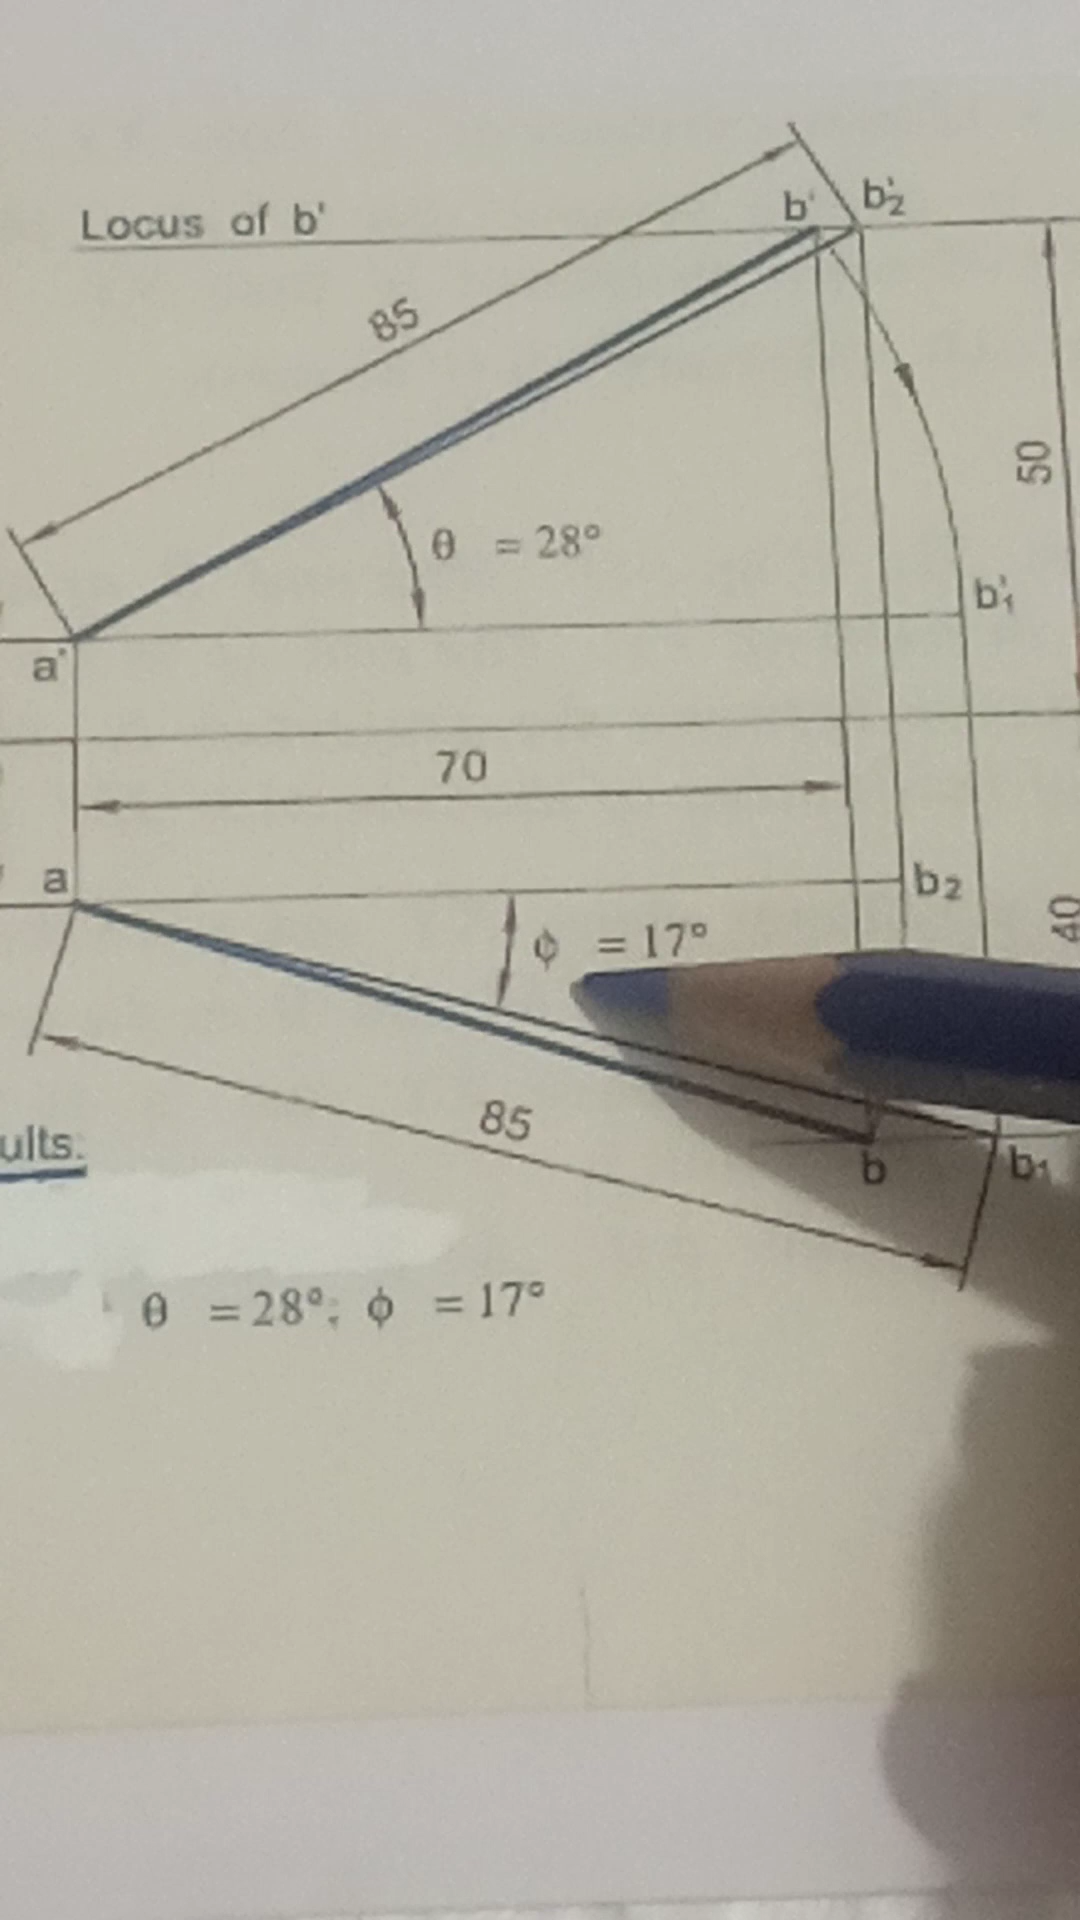 Locus of b'
b'
b'2
85
50
θ = 28°
b'1
a'
70
a
b2
40
φ = 17°
85
ults:
b
b1
θ = 28°; φ = 17°